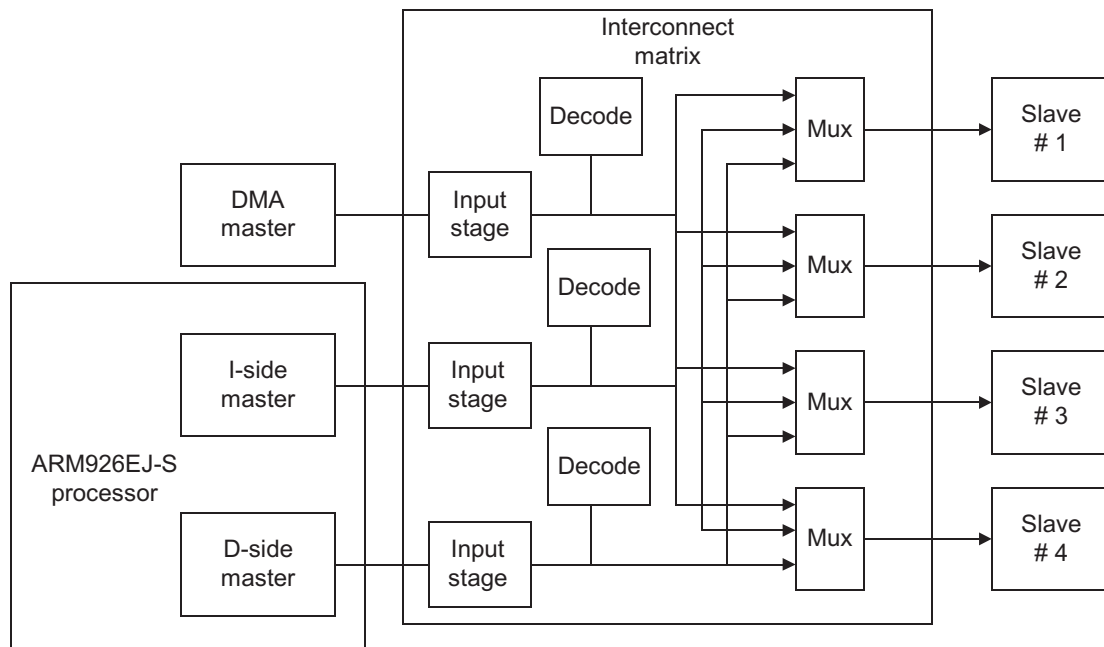 Interconnect
matrix
Decode
Mux
Slave
# 1
DMA
master
Input
stage
Mux
Slave
# 2
Decode
I-side
master
Input
stage
Mux
Slave
# 3
ARM926EJ-S
processor
Decode
D-side
master
Input
stage
Mux
Slave
# 4